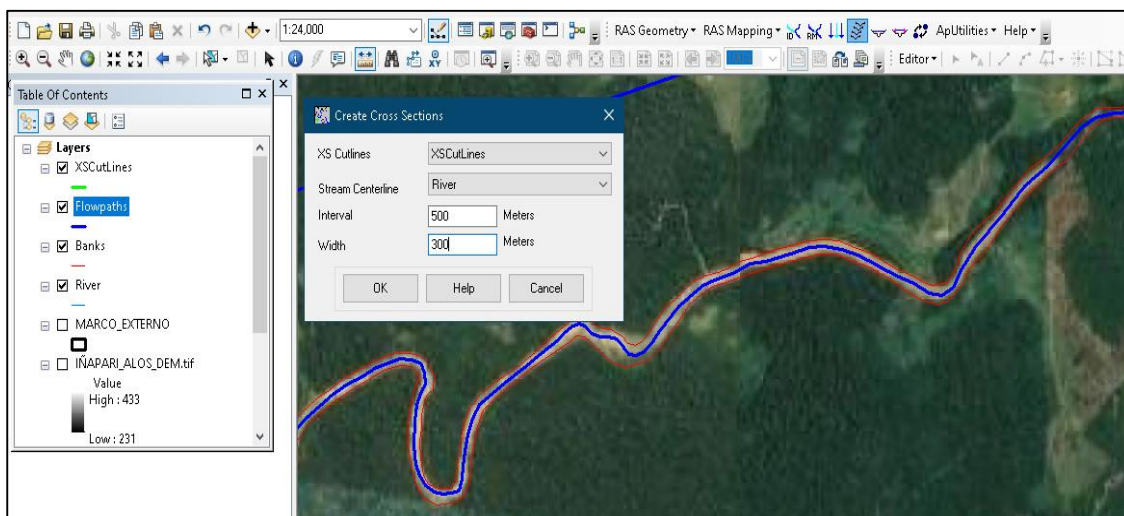 1:24,000
RAS Geometry RAS Mapping
ApUtilities Help
Editor
Table Of Contents
Layers
XSCutLines
Flowpaths
Banks
River
MARCO_EXTERNO
IÑAPARI_ALOS_DEM.tif
Value
High : 433
Low : 231
Create Cross Sections
XS Cutlines XSCutLines
Stream Centerline River
Interval 500 Meters
Width 300 Meters
OK Help Cancel